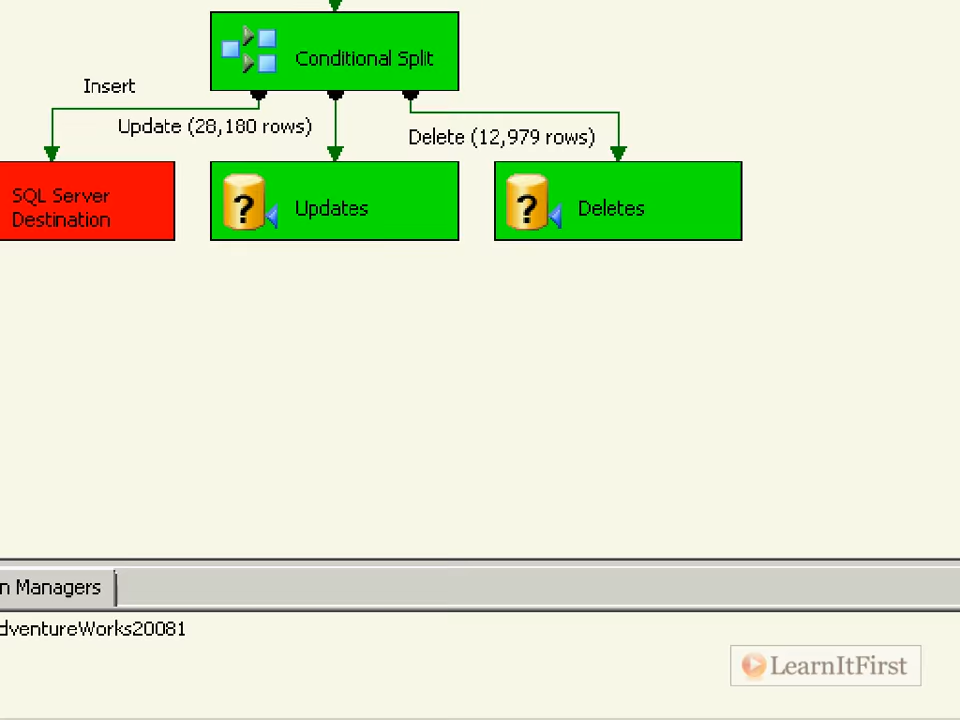 Conditional Split
Insert
Update (28,180 rows)
Delete (12,979 rows)
SQL Server
Destination
?
Updates
?
Deletes
n Managers
dventureWorks20081
LearnItFirst